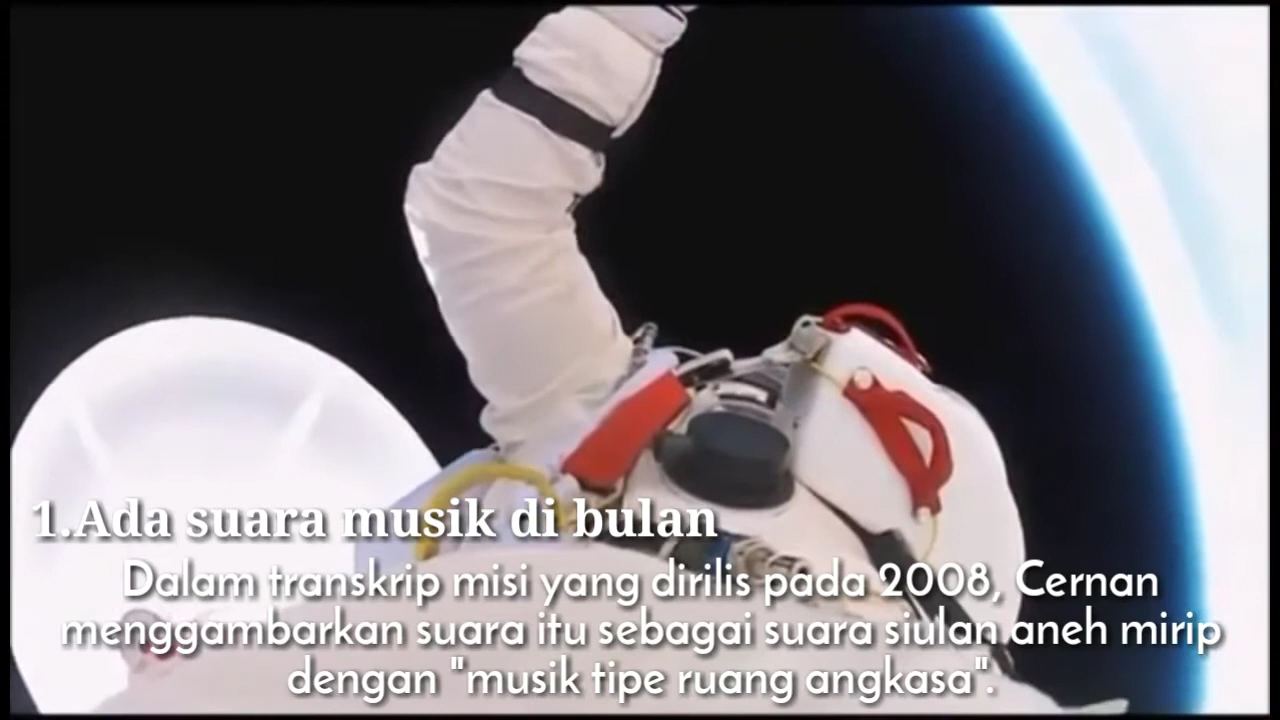 1.Ada suara musik di bulan
Dalam transkrip misi yang dirilis pada 2008, Cernan
menggambarkan suara itu sebagai suara siulan aneh mirip
dengan "musik tipe ruang angkasa".